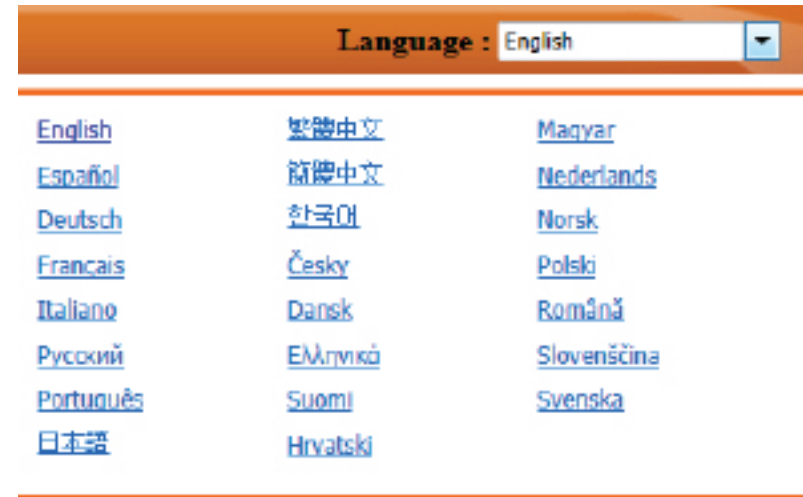 Language : English
English
Español
Deutsch
Français
Italiano
Русский
Português
日本語
繁體中文
簡體中文
한국어
Česky
Dansk
Ελληνικά
Suomi
Hrvatski
Magyar
Nederlands
Norsk
Polski
Română
Slovenščina
Svenska